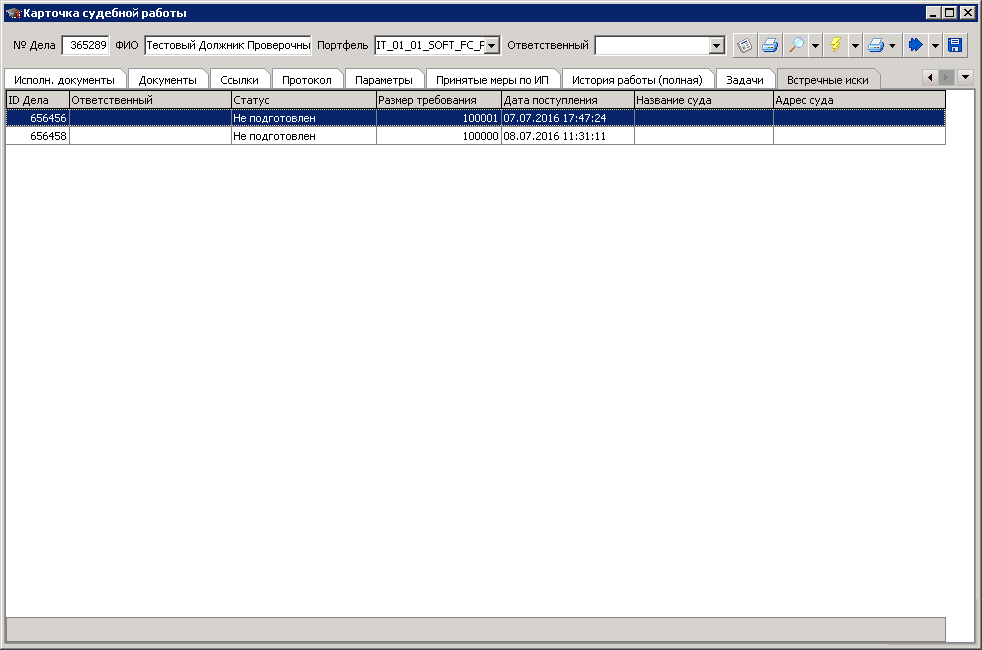 Карточка судебной работы
№ Дела 365289 ФИО Тестовый Должник Проверочны Портфель IT_01_01_SOFT_FC_F Ответственный
Исполн. документы Документы Ссылки Протокол Параметры Принятые меры по ИП История работы (полная) Задачи Встречные иски
ID Дела Ответственный Статус Размер требования Дата поступления Название суда Адрес суда
656456 Не подготовлен 100001 07.07.2016 17:47:24
656458 Не подготовлен 100000 08.07.2016 11:31:11